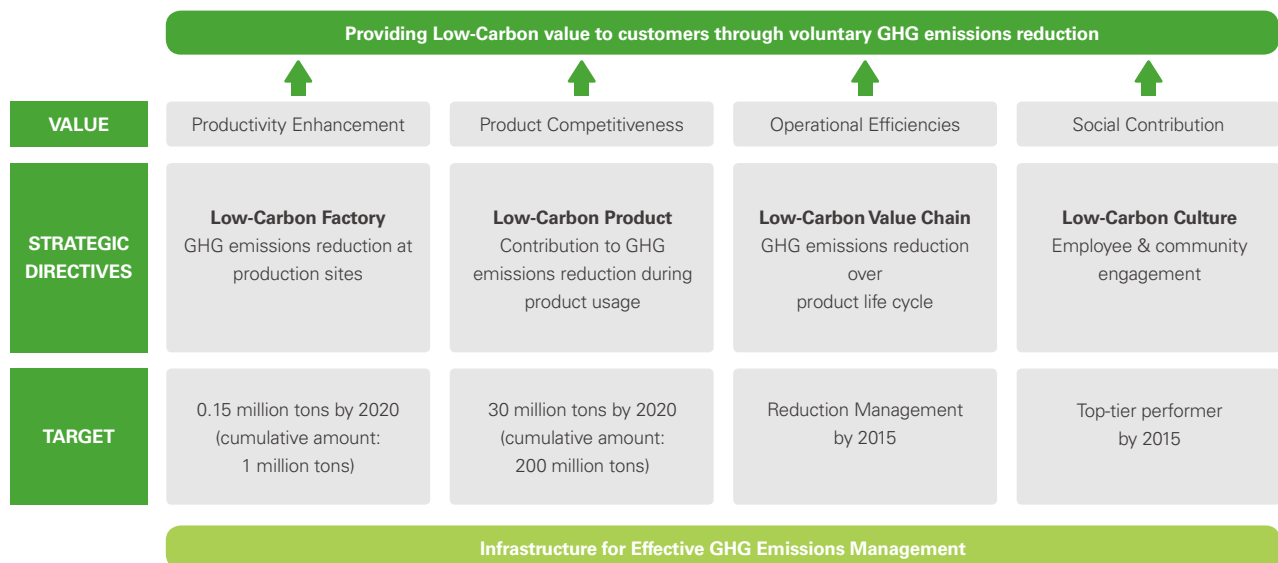 Providing Low-Carbon value to customers through voluntary GHG emissions reduction
VALUE
Productivity Enhancement
Product Competitiveness
Operational Efficiencies
Social Contribution
STRATEGIC
DIRECTIVES
Low-Carbon Factory
GHG emissions reduction at
production sites
Low-Carbon Product
Contribution to GHG
emissions reduction during
product usage
Low-Carbon Value Chain
GHG emissions reduction
over
product life cycle
Low-Carbon Culture
Employee & community
engagement
TARGET
0.15 million tons by 2020
(cumulative amount:
1 million tons)
30 million tons by 2020
(cumulative amount:
200 million tons)
Reduction Management
by 2015
Top-tier performer
by 2015
Infrastructure for Effective GHG Emissions Management